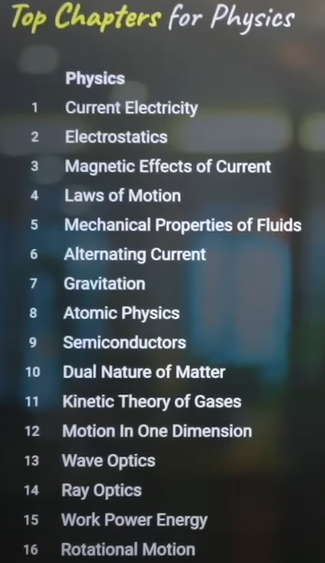 Top Chapters for Physics
Physics
1 Current Electricity
2 Electrostatics
3 Magnetic Effects of Current
4 Laws of Motion
5 Mechanical Properties of Fluids
6 Alternating Current
7 Gravitation
8 Atomic Physics
9 Semiconductors
10 Dual Nature of Matter
11 Kinetic Theory of Gases
12 Motion In One Dimension
13 Wave Optics
14 Ray Optics
15 Work Power Energy
16 Rotational Motion